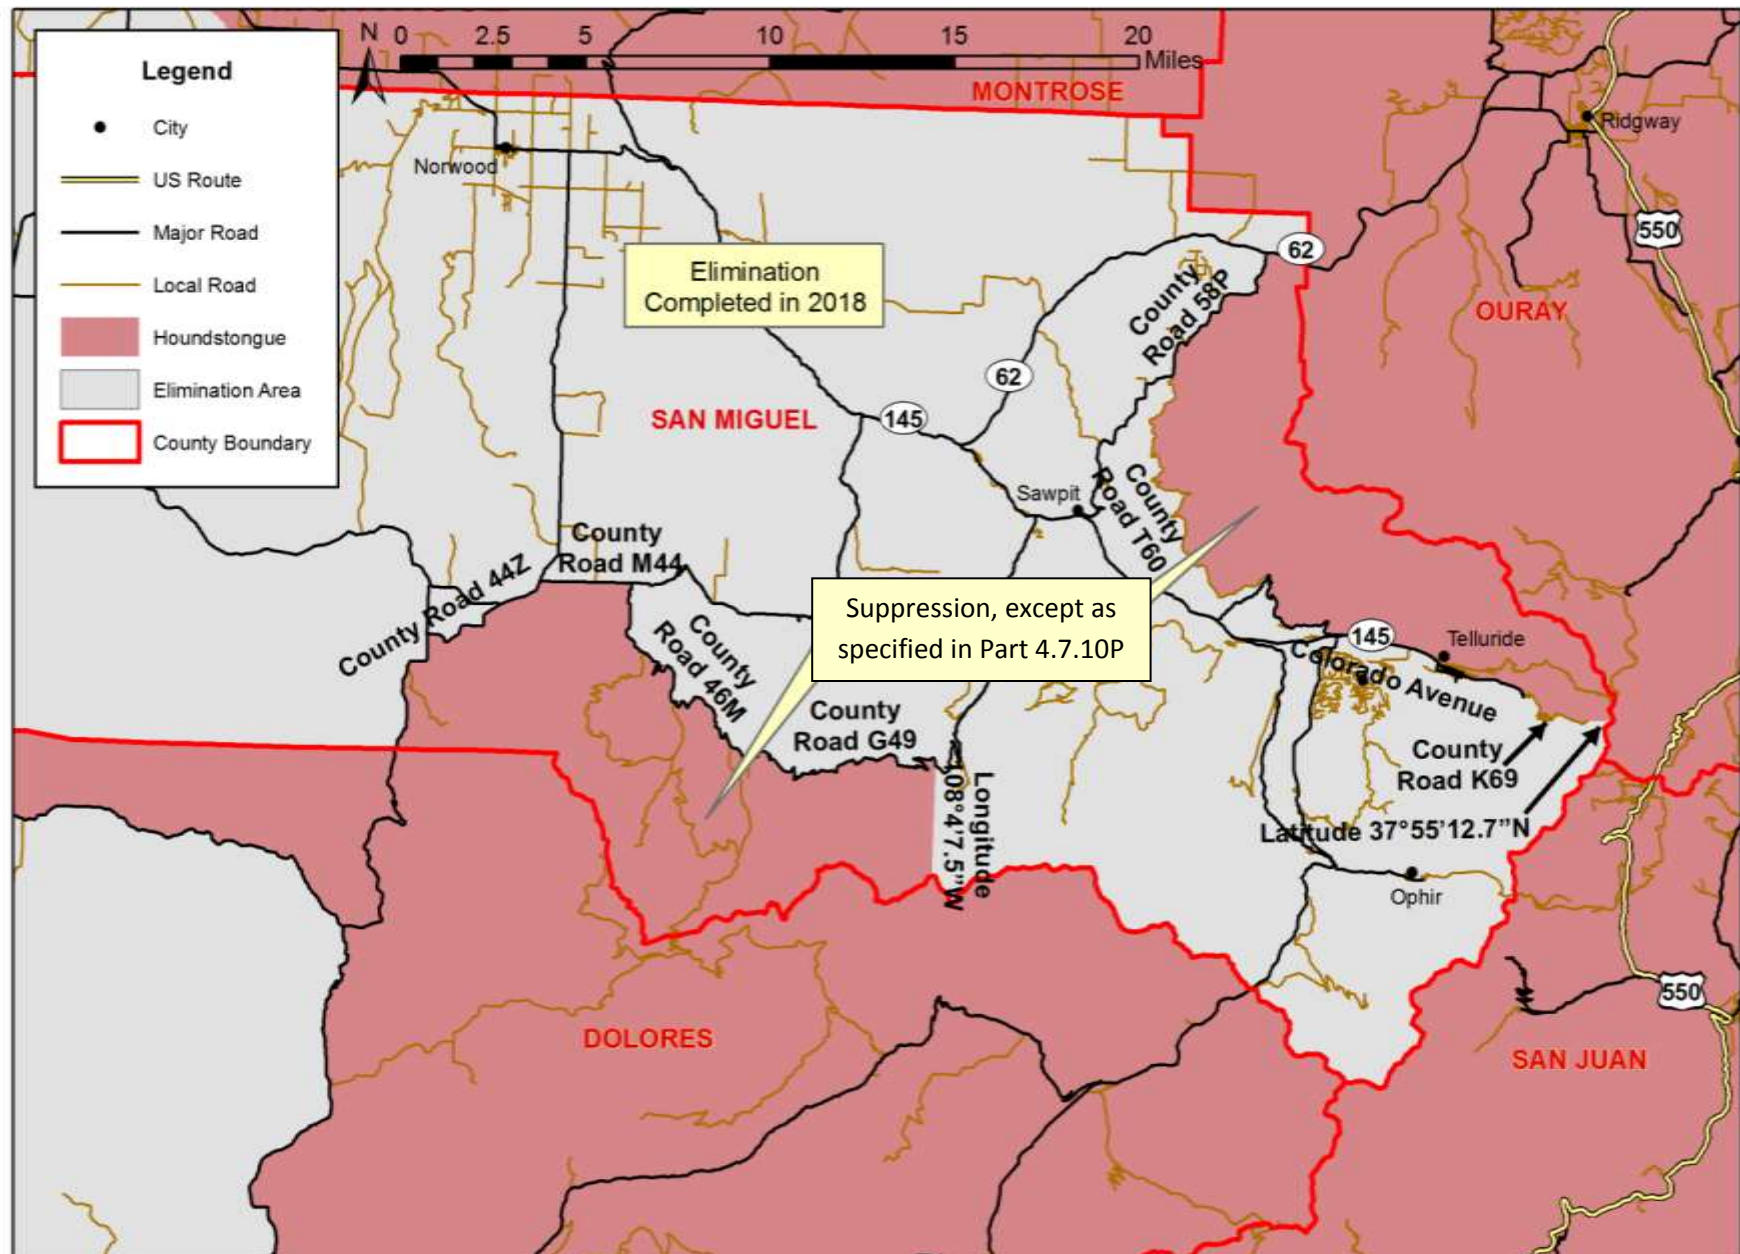 N 0 2.5 5 10 15 20
Miles
Legend
City
US Route
Major Road
Local Road
Houndstongue
Elimination Area
County Boundary
MONTROSE
Ridgway
Norwood
550
62
Elimination
Completed in 2018
County
Road 58P
OURAY
62
SAN MIGUEL
145
Sawpit
County
Road T60
County
Road M44
County Road 44Z
Suppression, except as
specified in Part 4.7.10P
County
Road 46M
145
Telluride
Colorado Avenue
County
Road G49
County
Road K69
Longitude
108°4'7.5"W
Latitude 37°55'12.7"N
Ophir
550
DOLORES
SAN JUAN